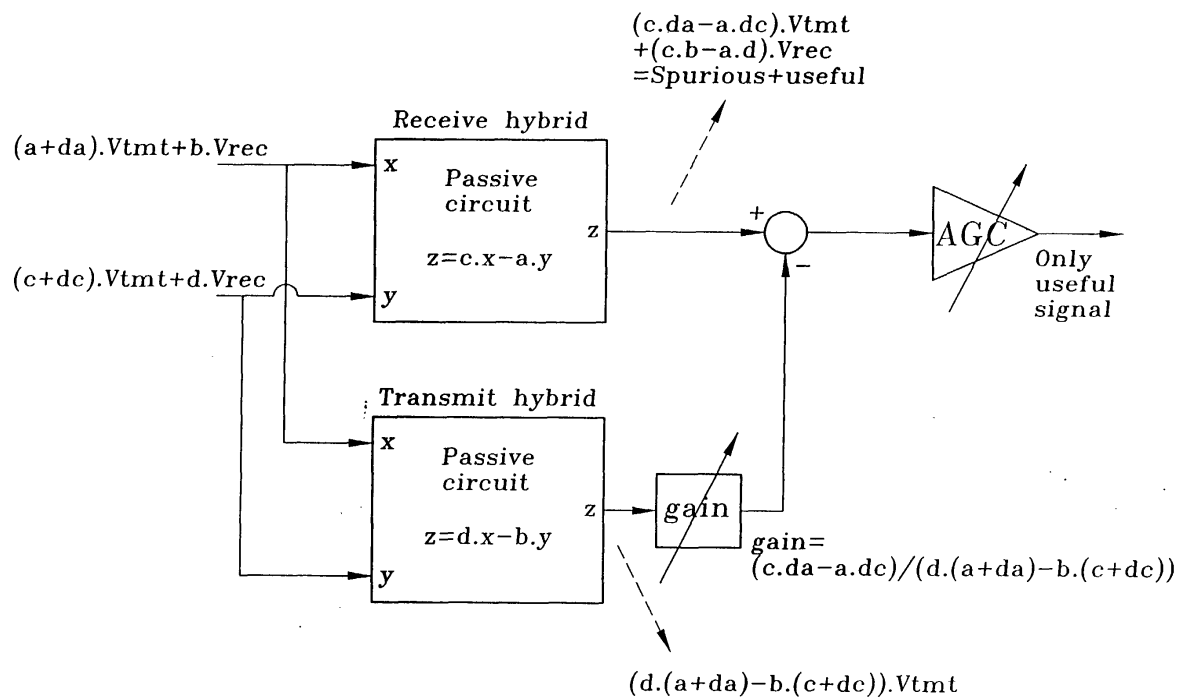 (c.da-a.dc).Vtmt
+(c.b-a.d).Vrec
=Spurious+useful
Receive hybrid
(a+da).Vtmt+b.Vrec
x
Passive
circuit
z
z=c.x-a.y
y
(c+dc).Vtmt+d.Vrec
+
-
AGC
Only
useful
signal
Transmit hybrid
x
Passive
circuit
z
z=d.x-b.y
y
gain
gain=
(c.da-a.dc)/(d.(a+da)-b.(c+dc))
(d.(a+da)-b.(c+dc)).Vtmt